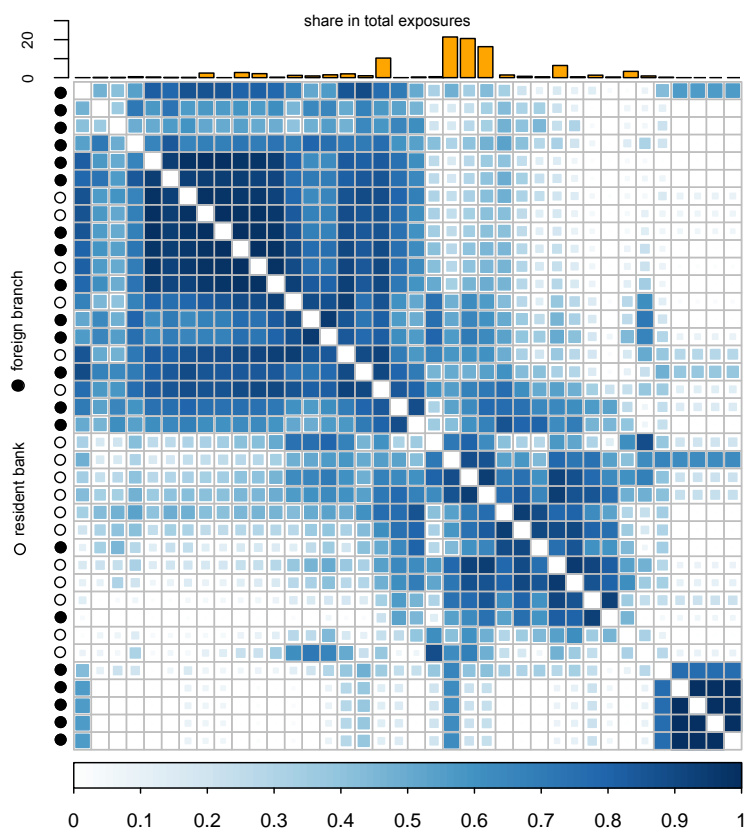 share in total exposures
20
0
● foreign branch
○ resident bank
0 0.1 0.2 0.3 0.4 0.5 0.6 0.7 0.8 0.9 1